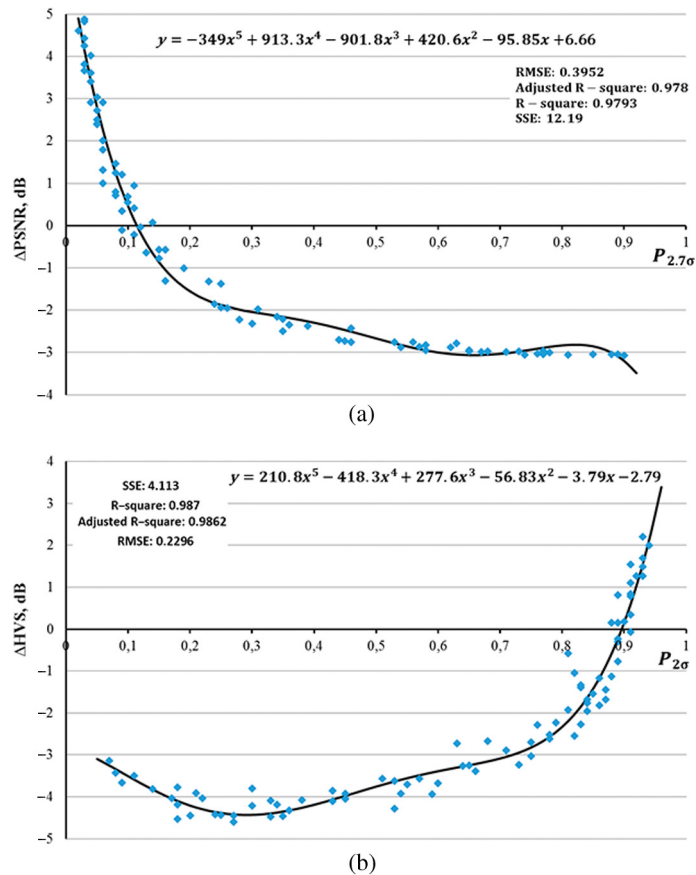 5
4
3
2
1
0
−1
−2
−3
−4
ΔPSNR, dB
y = −349x⁵ + 913.3x⁴ − 901.8x³ + 420.6x² − 95.85x + 6.66
RMSE: 0.3952
Adjusted R − square: 0.978
R − square: 0.9793
SSE: 12.19
0 0,1 0,2 0,3 0,4 0,5 0,6 0,7 0,8 0,9 1
P₂.₇σ
(a)
4
3
2
1
0
−1
−2
−3
−4
−5
ΔHVS, dB
y = 210.8x⁵ − 418.3x⁴ + 277.6x³ − 56.83x² − 3.79x − 2.79
SSE: 4.113
R−square: 0.987
Adjusted R-square: 0.9862
RMSE: 0.2296
0 0,1 0,2 0,3 0,4 0,5 0,6 0,7 0,8 0,9 1
P₂σ
(b)